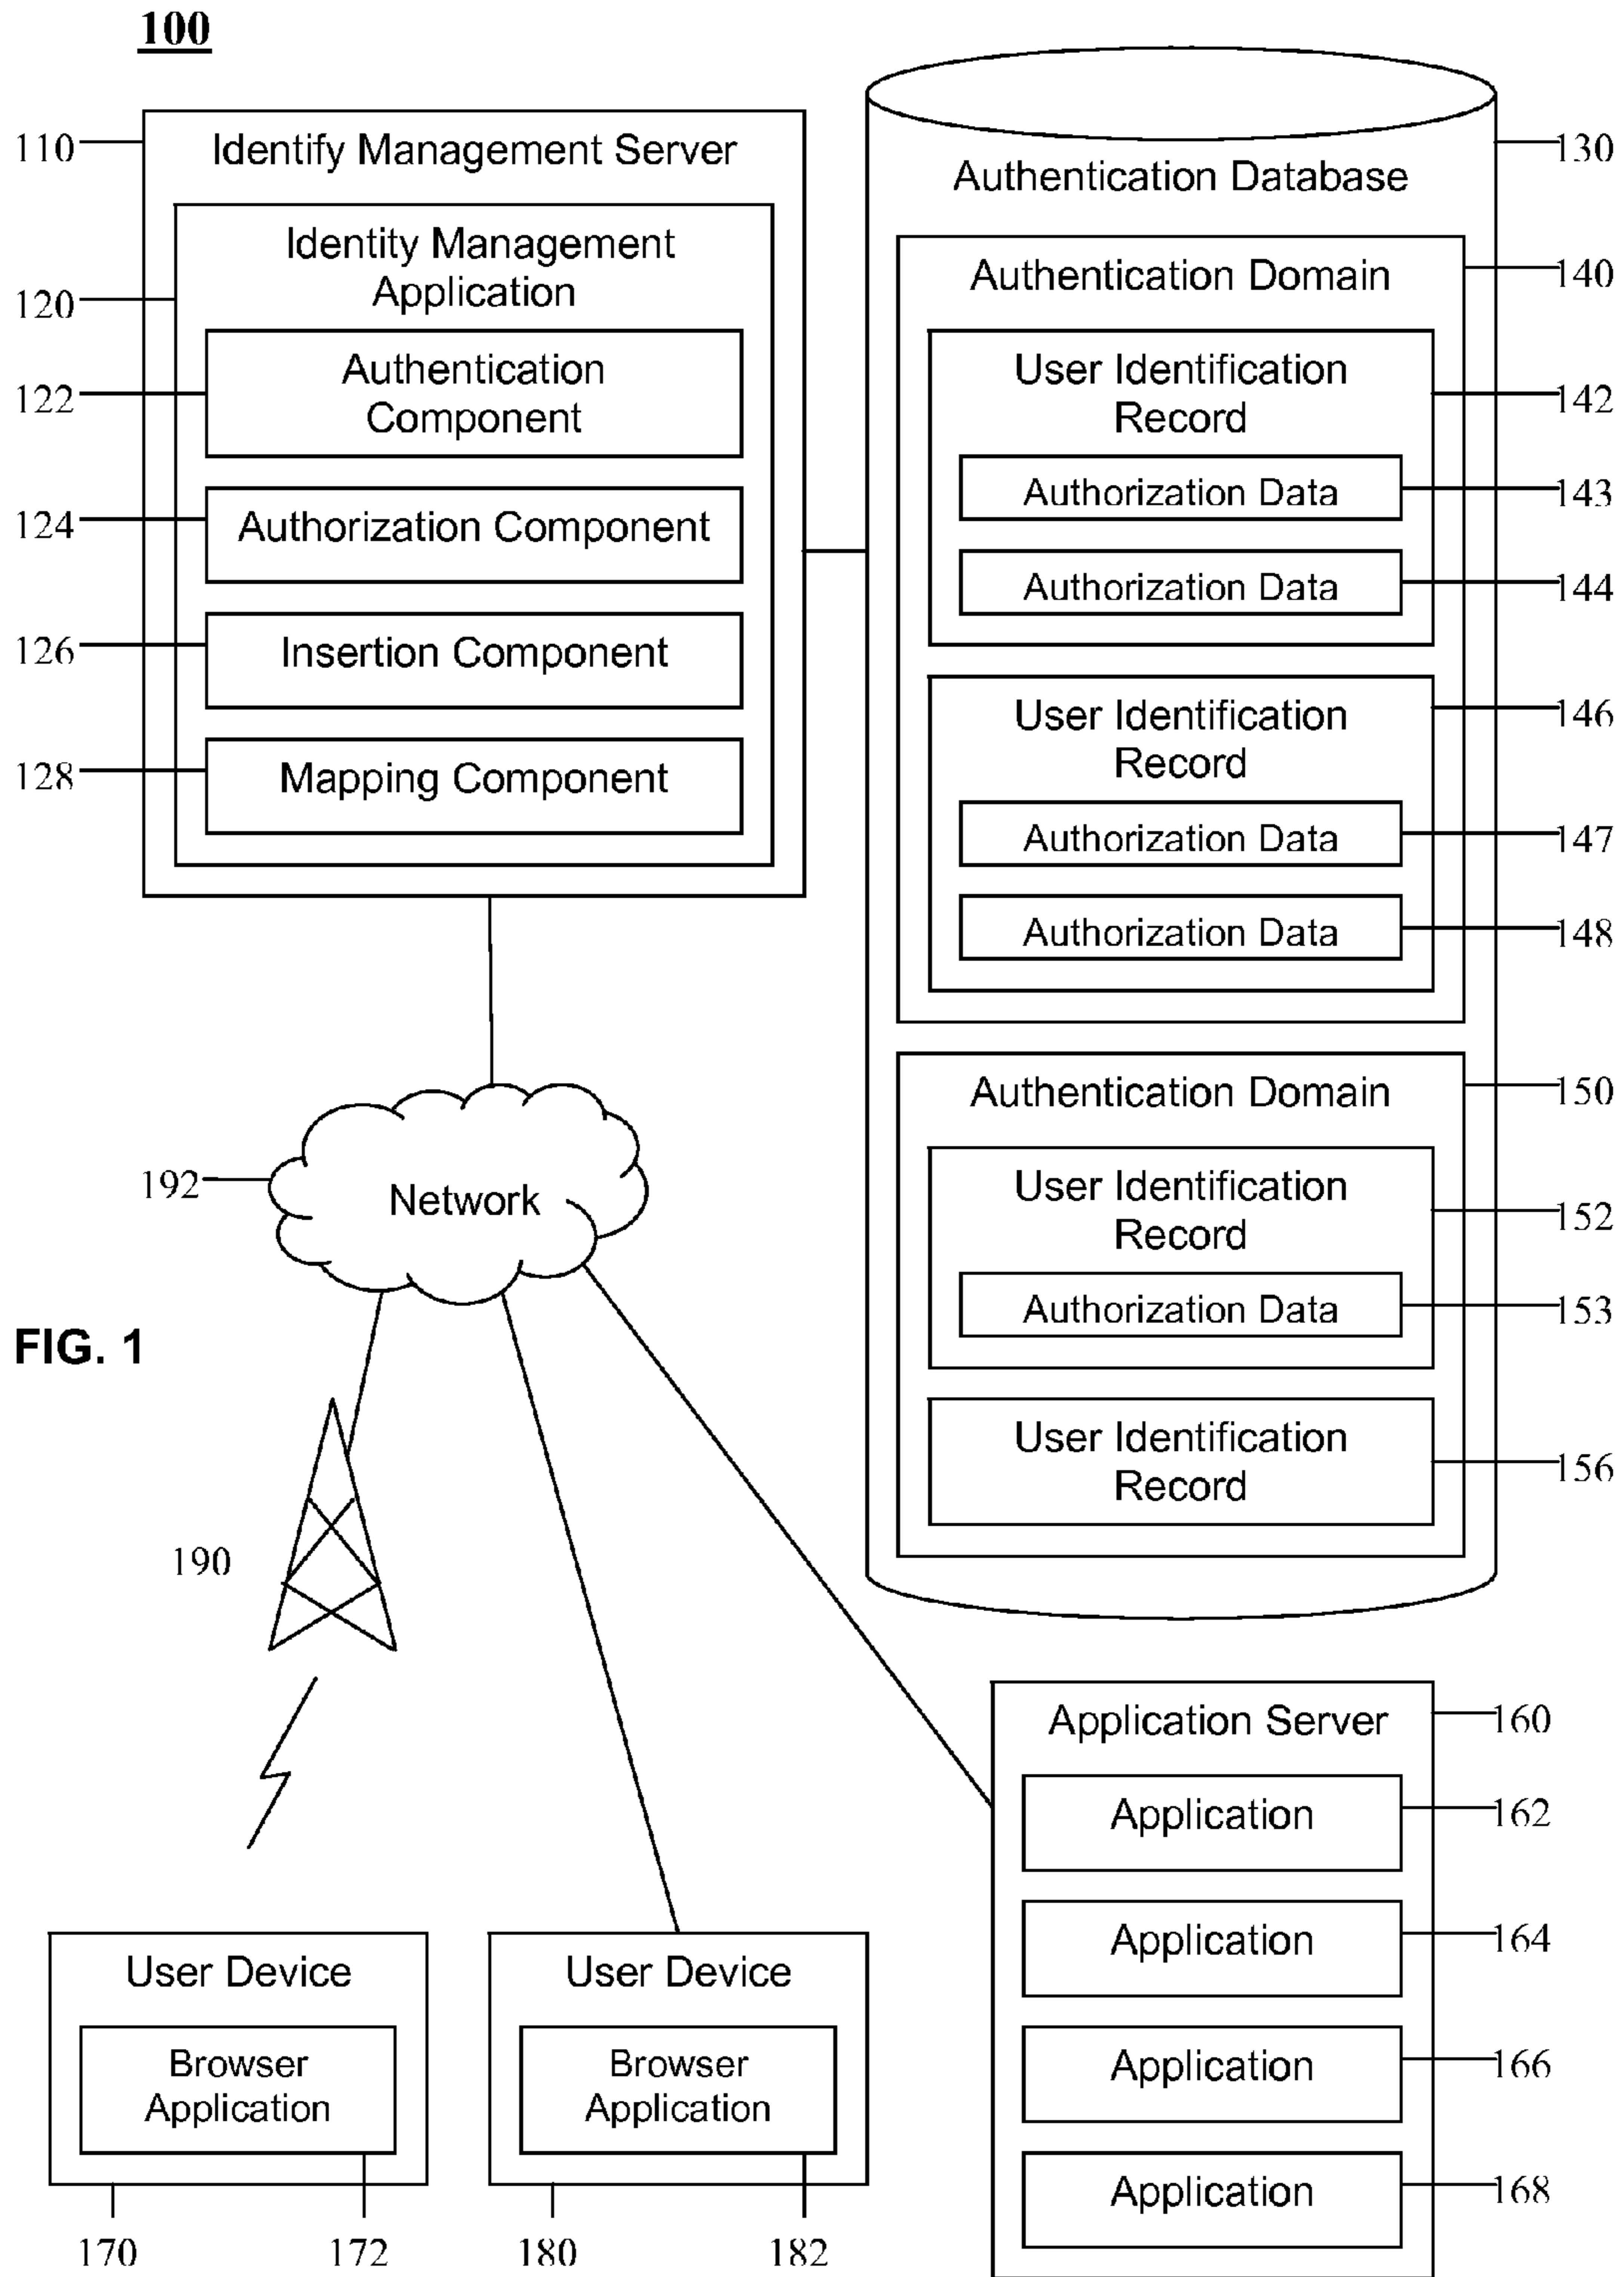 100
110
Identify Management Server
120
Identity Management
Application
122
Authentication
Component
124
Authorization Component
126
Insertion Component
128
Mapping Component
130
Authentication Database
140
Authentication Domain
142
User Identification
Record
143
Authorization Data
144
Authorization Data
146
User Identification
Record
147
Authorization Data
148
Authorization Data
150
Authentication Domain
152
User Identification
Record
153
Authorization Data
156
User Identification
Record
192
Network
FIG. 1
190
160
Application Server
162
Application
164
Application
166
Application
168
Application
User Device
Browser
Application
170
172
User Device
Browser
Application
180
182